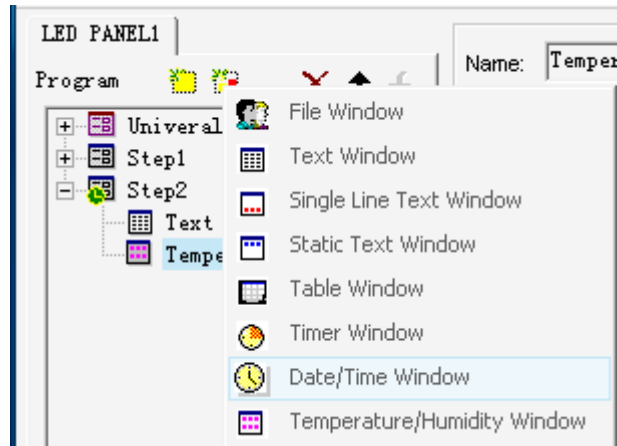 LED PANEL1
Program
Name:
Temper
Univeral
Step1
Step2
Text
Tempe
File Window
Text Window
Single Line Text Window
Static Text Window
Table Window
Timer Window
Date/Time Window
Temperature/Humidity Window